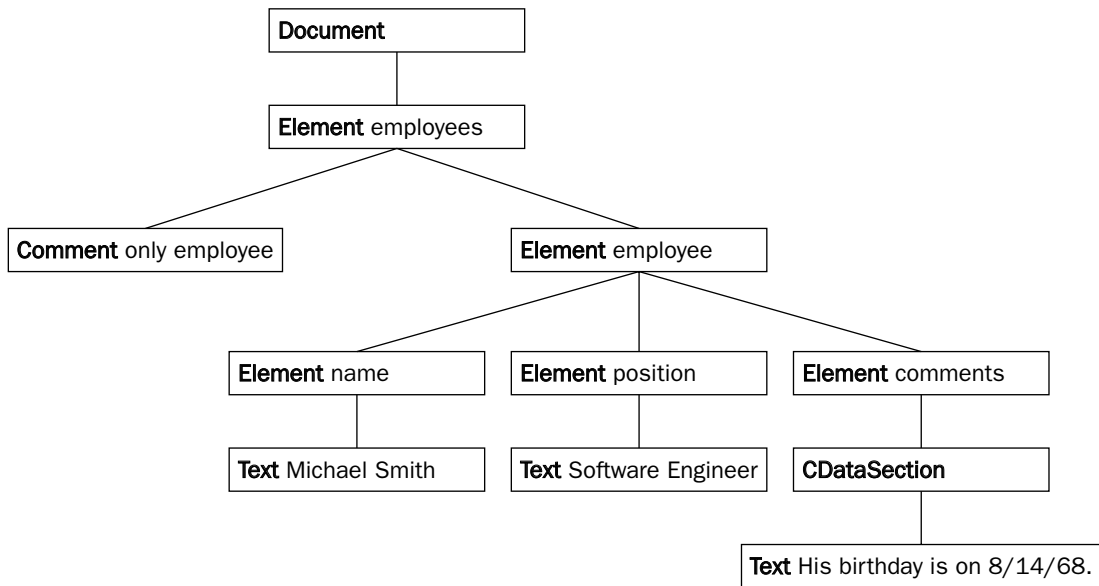 Document
Element employees
Comment only employee
Element employee
Element name
Element position
Element comments
Text Michael Smith
Text Software Engineer
CDataSection
Text His birthday is on 8/14/68.